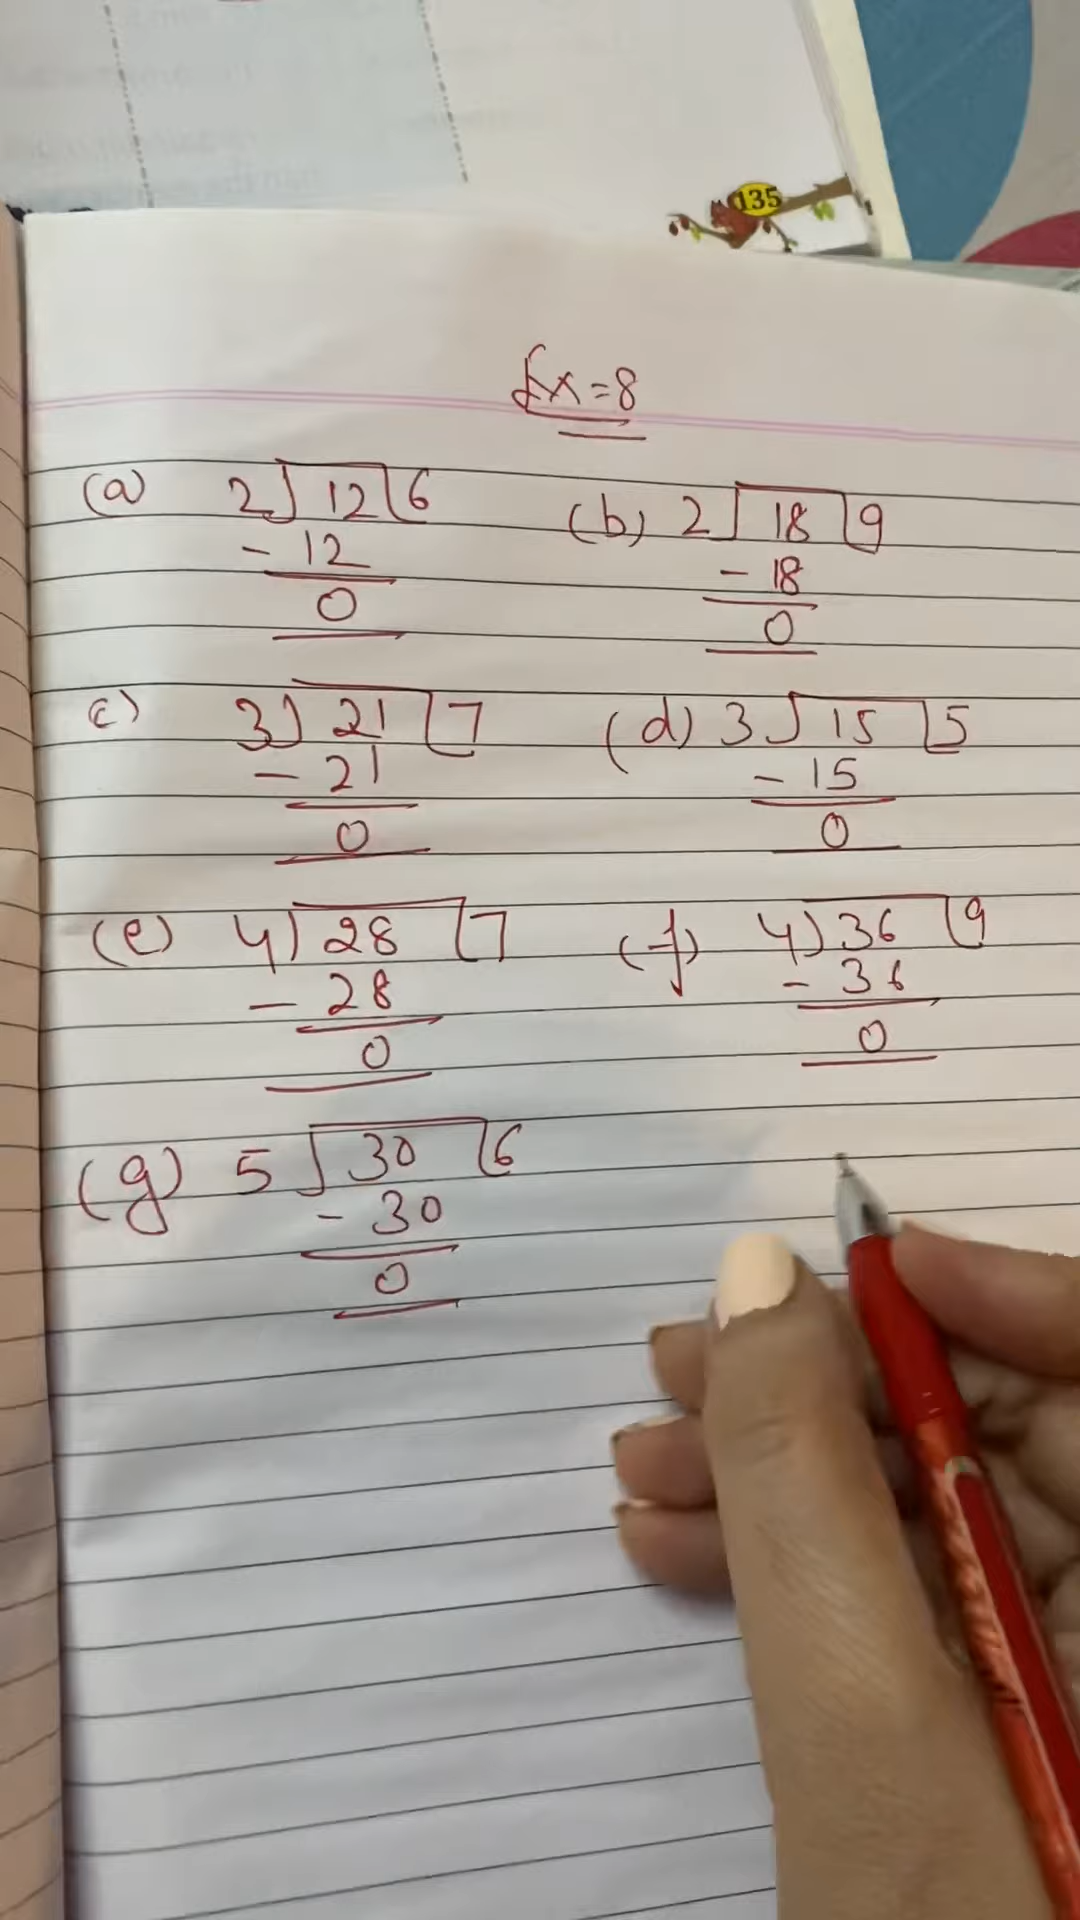 135
Ex = 8
(a) 2 ) 12 ( 6
- 12
0
(b) 2 ) 18 ( 9
- 18
0
c) 3 ) 21 ( 7
- 21
0
(d) 3 ) 15 ( 5
- 15
0
(e) 4 ) 28 ( 7
- 28
0
(f) 4 ) 36 ( 9
- 36
0
(g) 5 ) 30 ( 6
- 30
0